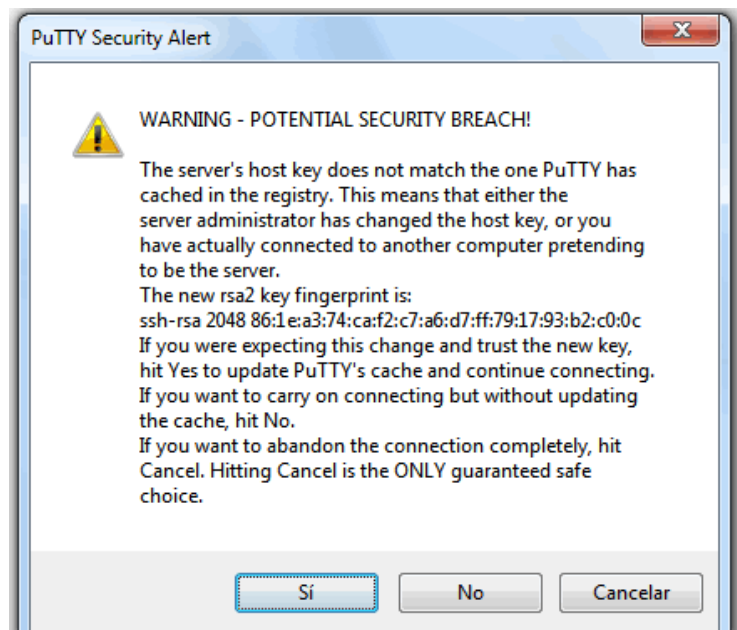 PuTTY Security Alert
WARNING - POTENTIAL SECURITY BREACH!
The server's host key does not match the one PuTTY has
cached in the registry. This means that either the
server administrator has changed the host key, or you
have actually connected to another computer pretending
to be the server.
The new rsa2 key fingerprint is:
ssh-rsa 2048 86:1e:a3:74:ca:f2:c7:a6:d7:ff:79:17:93:b2:c0:0c
If you were expecting this change and trust the new key,
hit Yes to update PuTTY's cache and continue connecting.
If you want to carry on connecting but without updating
the cache, hit No.
If you want to abandon the connection completely, hit
Cancel. Hitting Cancel is the ONLY guaranteed safe
choice.
Sí No Cancelar